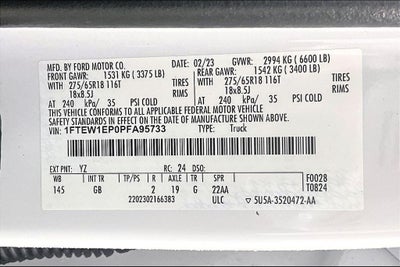 MFD. BY FORD MOTOR CO. 02/23 GVWR: 2994 KG (6600 LB)
FRONT GAWR: 1531 KG (3375 LB) REAR GAWR: 1542 KG (3400 LB)
WITH TIRES WITH TIRES
275/65R18 116T RIMS 275/65R18 116T RIMS
18x8.5J 18x8.5J
AT 240 kPa/ 35 PSI COLD AT 240 kPa/ 35 PSI COLD
THIS VEHICLE CONFORMS TO ALL APPLICABLE FEDERAL MOTOR VEHICLE
SAFETY STANDARDS IN EFFECT ON THE DATE OF MANUFACTURE SHOWN ABOVE.
VIN: 1FTEW1EP0PFA95733 TYPE: Truck
EXT PNT: YZ RC: 24 DSO: F0028
WB INT TR TP/PS R AXLE TR SPR T0824
145 GB 2 19 G 22AA
2202302166383 ULC 5U5A-3520472-AA